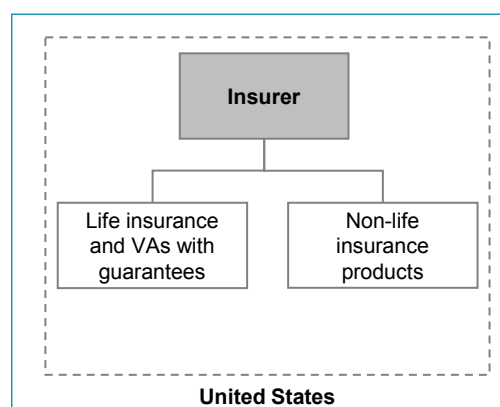 Insurer
Life insurance
and VAs with
guarantees
Non-life
insurance
products
United States